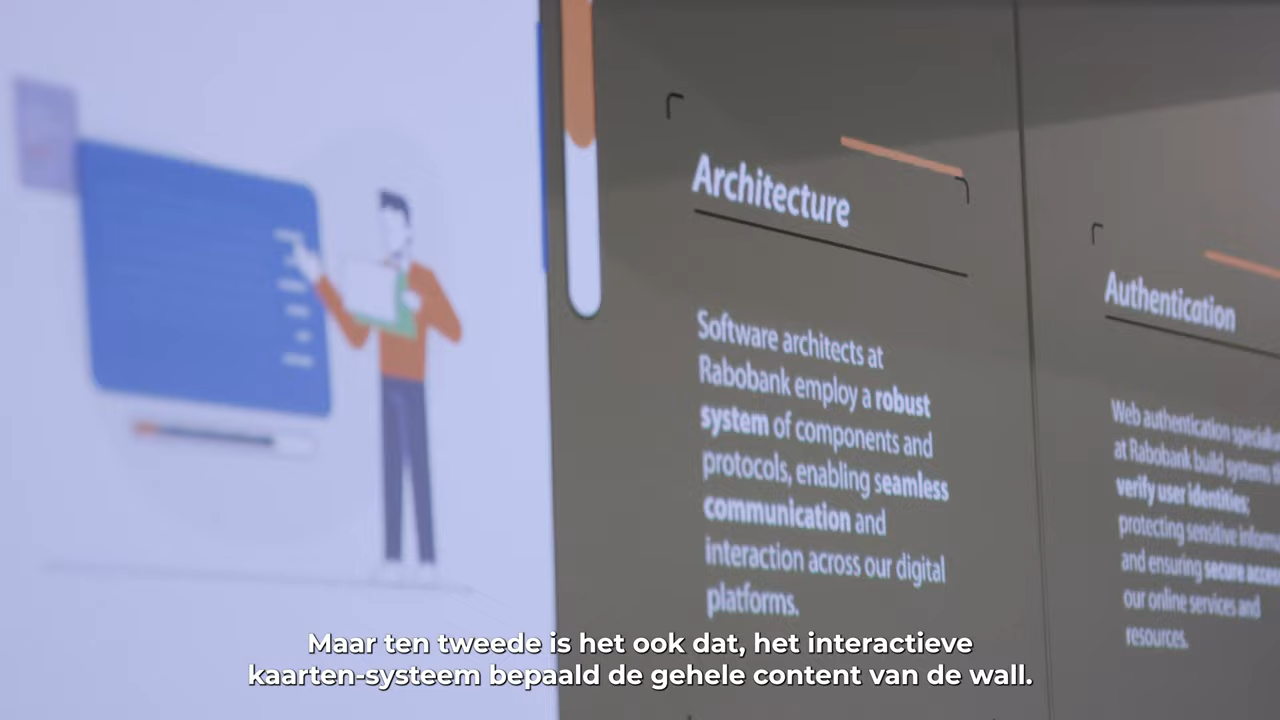 Architecture
Software architects at
Rabobank employ a robust
system of components and
protocols, enabling seamless
communication and
interaction across our digital
platforms.
Authentication
Web authentication
at Rabobank build systems
verify user identities;
protecting sensitive
and ensuring secure
our online services and
resources.
Maar ten tweede is het ook dat, het interactieve
kaarten-systeem bepaald de gehele content van de wall.